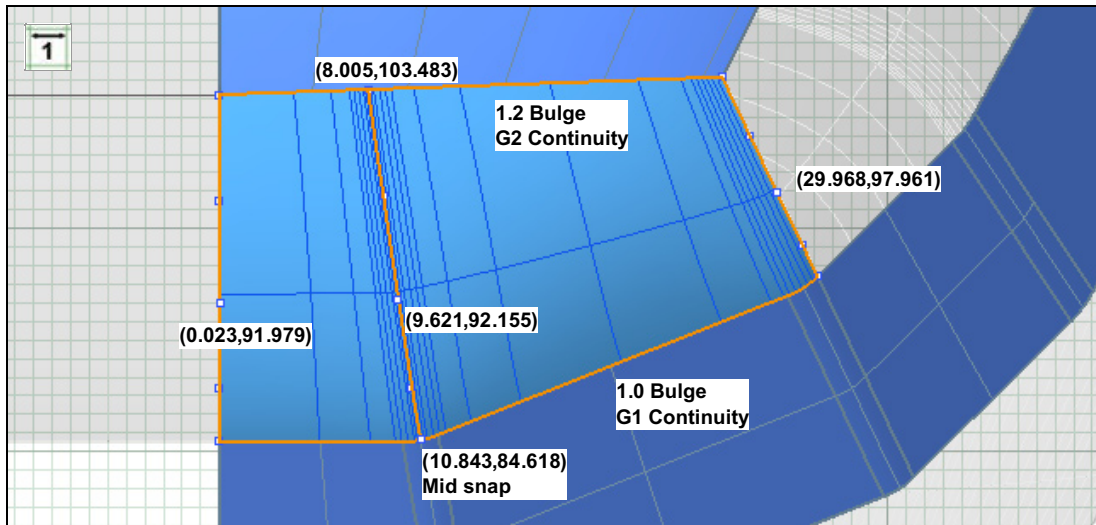 1
(8.005,103.483)
1.2 Bulge
G2 Continuity
(29.968,97.961)
(0.023,91.979)
(9.621,92.155)
1.0 Bulge
G1 Continuity
(10.843,84.618)
Mid snap